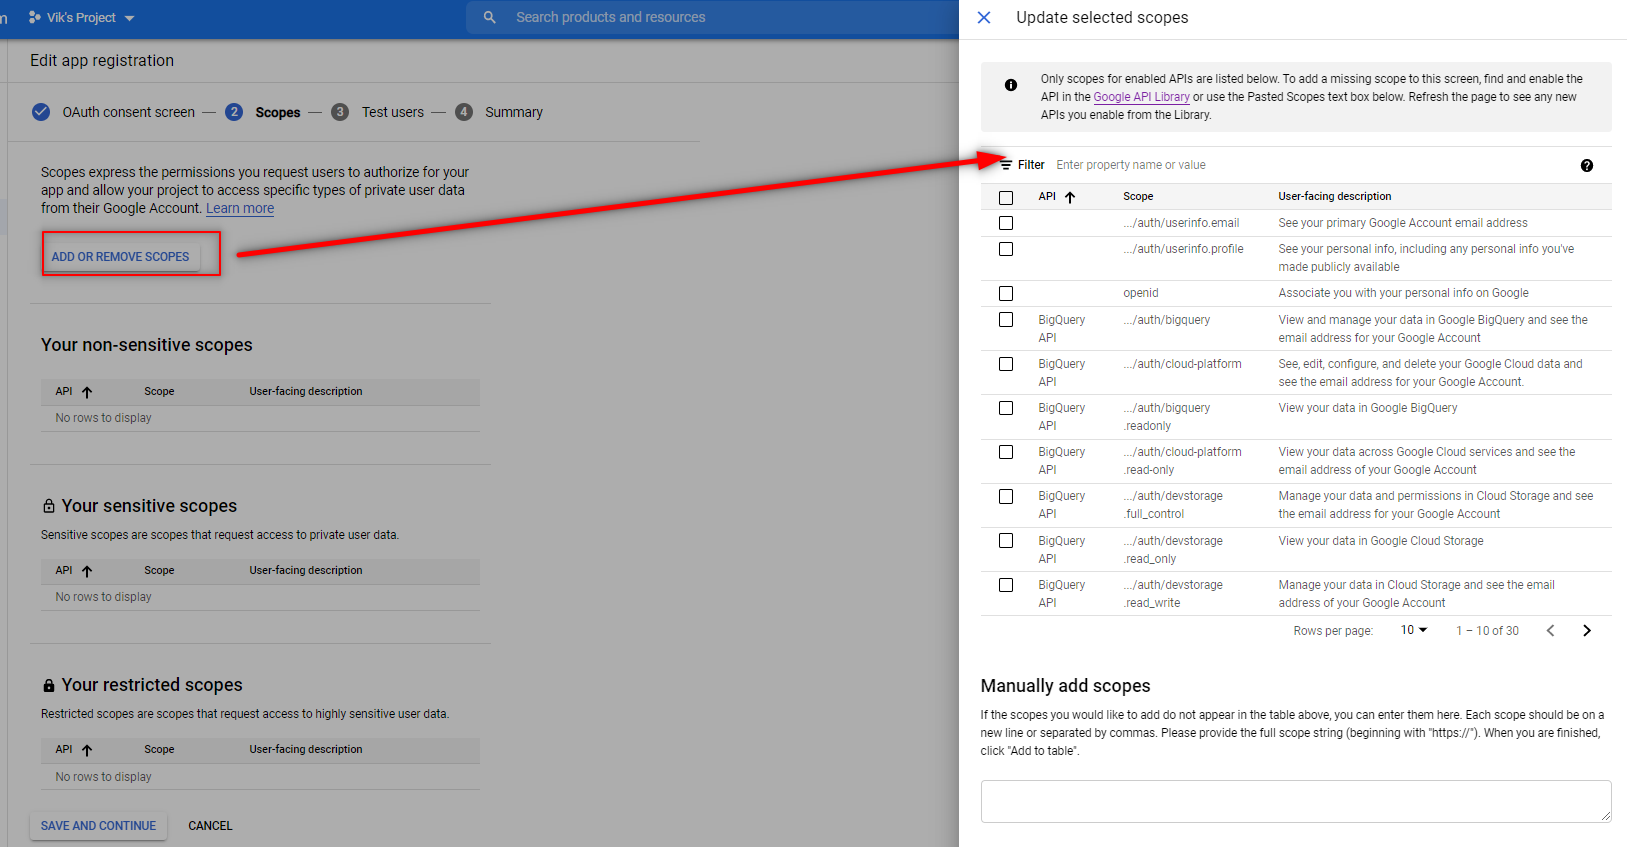 m
Vik's Project
Search products and resources
Edit app registration
OAuth consent screen — 2 Scopes — 3 Test users — 4 Summary
Scopes express the permissions you request users to authorize for your
app and allow your project to access specific types of private user data
from their Google Account. Learn more
ADD OR REMOVE SCOPES
Your non-sensitive scopes
API Scope User-facing description
No rows to display
Your sensitive scopes
Sensitive scopes are scopes that request access to private user data.
API Scope User-facing description
No rows to display
Your restricted scopes
Restricted scopes are scopes that request access to highly sensitive user data.
API Scope User-facing description
No rows to display
SAVE AND CONTINUE CANCEL
Update selected scopes
Only scopes for enabled APIs are listed below. To add a missing scope to this screen, find and enable the
API in the Google API Library or use the Pasted Scopes text box below. Refresh the page to see any new
APIs you enable from the Library.
Filter Enter property name or value
API Scope User-facing description
.../auth/userinfo.email See your primary Google Account email address
.../auth/userinfo.profile See your personal info, including any personal info you've
made publicly available
openid Associate you with your personal info on Google
BigQuery .../auth/bigquery View and manage your data in Google BigQuery and see the
API email address for your Google Account
BigQuery .../auth/cloud-platform See, edit, configure, and delete your Google Cloud data and
API see the email address for your Google Account.
BigQuery .../auth/bigquery View your data in Google BigQuery
API .readonly
BigQuery .../auth/cloud-platform View your data across Google Cloud services and see the
API .read-only email address of your Google Account
BigQuery .../auth/devstorage Manage your data and permissions in Cloud Storage and see
API .full_control the email address for your Google Account
BigQuery .../auth/devstorage View your data in Google Cloud Storage
API .read_only
BigQuery .../auth/devstorage Manage your data in Cloud Storage and see the email
API .read_write address of your Google Account
Rows per page: 10 1 – 10 of 30
Manually add scopes
If the scopes you would like to add do not appear in the table above, you can enter them here. Each scope should be on a
new line or separated by commas. Please provide the full scope string (beginning with "https://"). When you are finished,
click "Add to table".